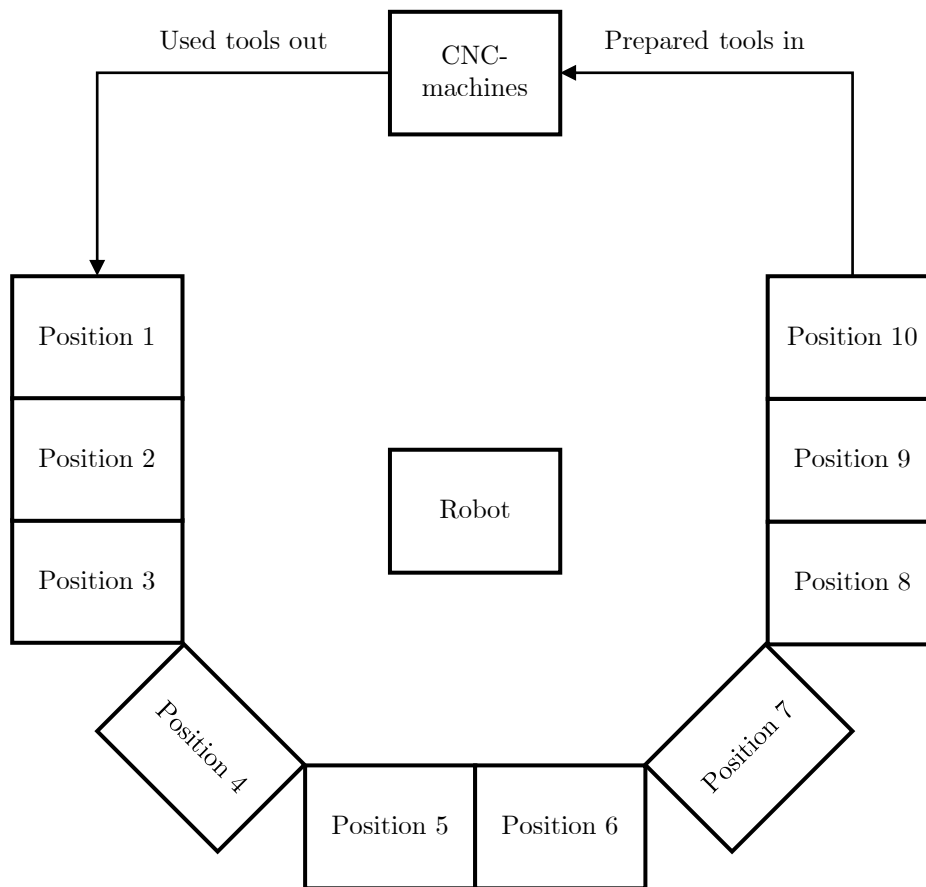 Used tools out
CNC-
machines
Prepared tools in
Position 1
Position 10
Position 2
Position 9
Robot
Position 3
Position 8
Position 4
Position 7
Position 5
Position 6